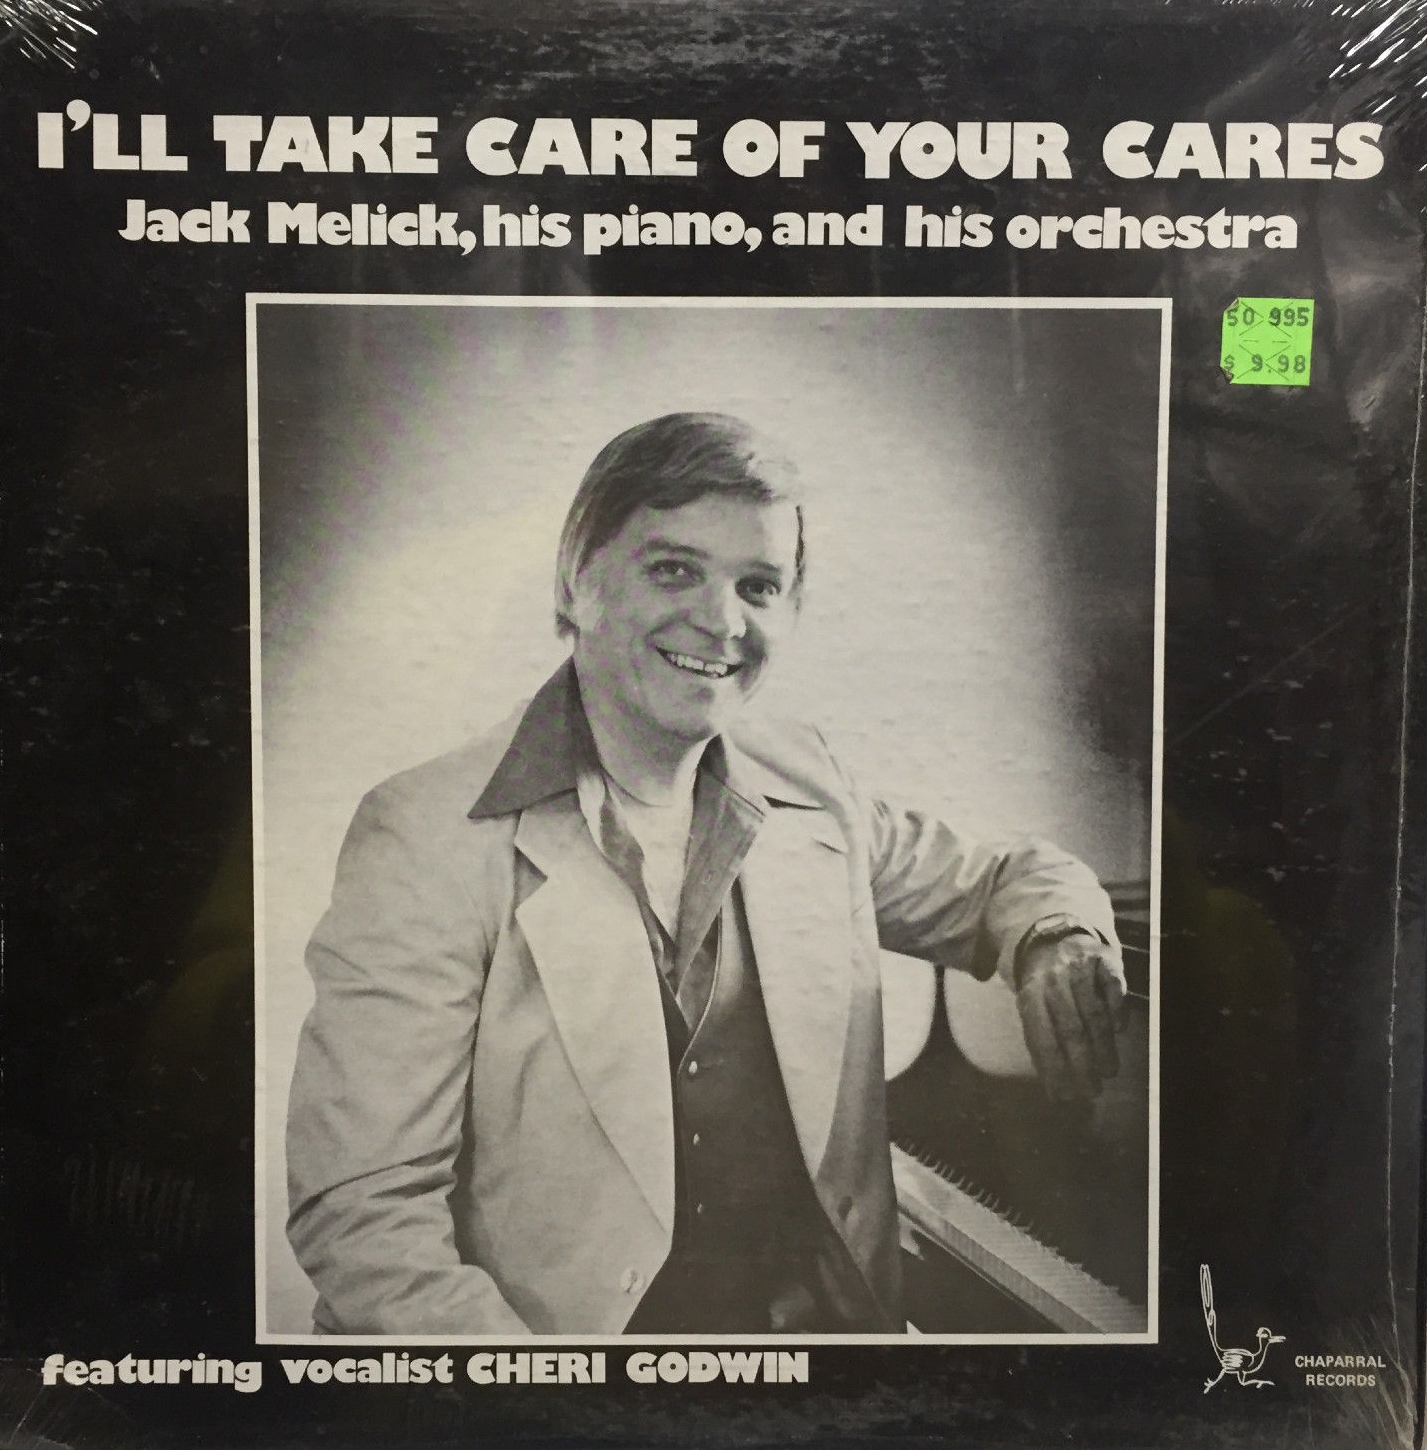 I'LL TAKE CARE OF YOUR CARES
Jack Melick, his piano, and his orchestra
50 995
$ 9.98
featuring vocalist CHERI GODWIN
CHAPARRAL
RECORDS